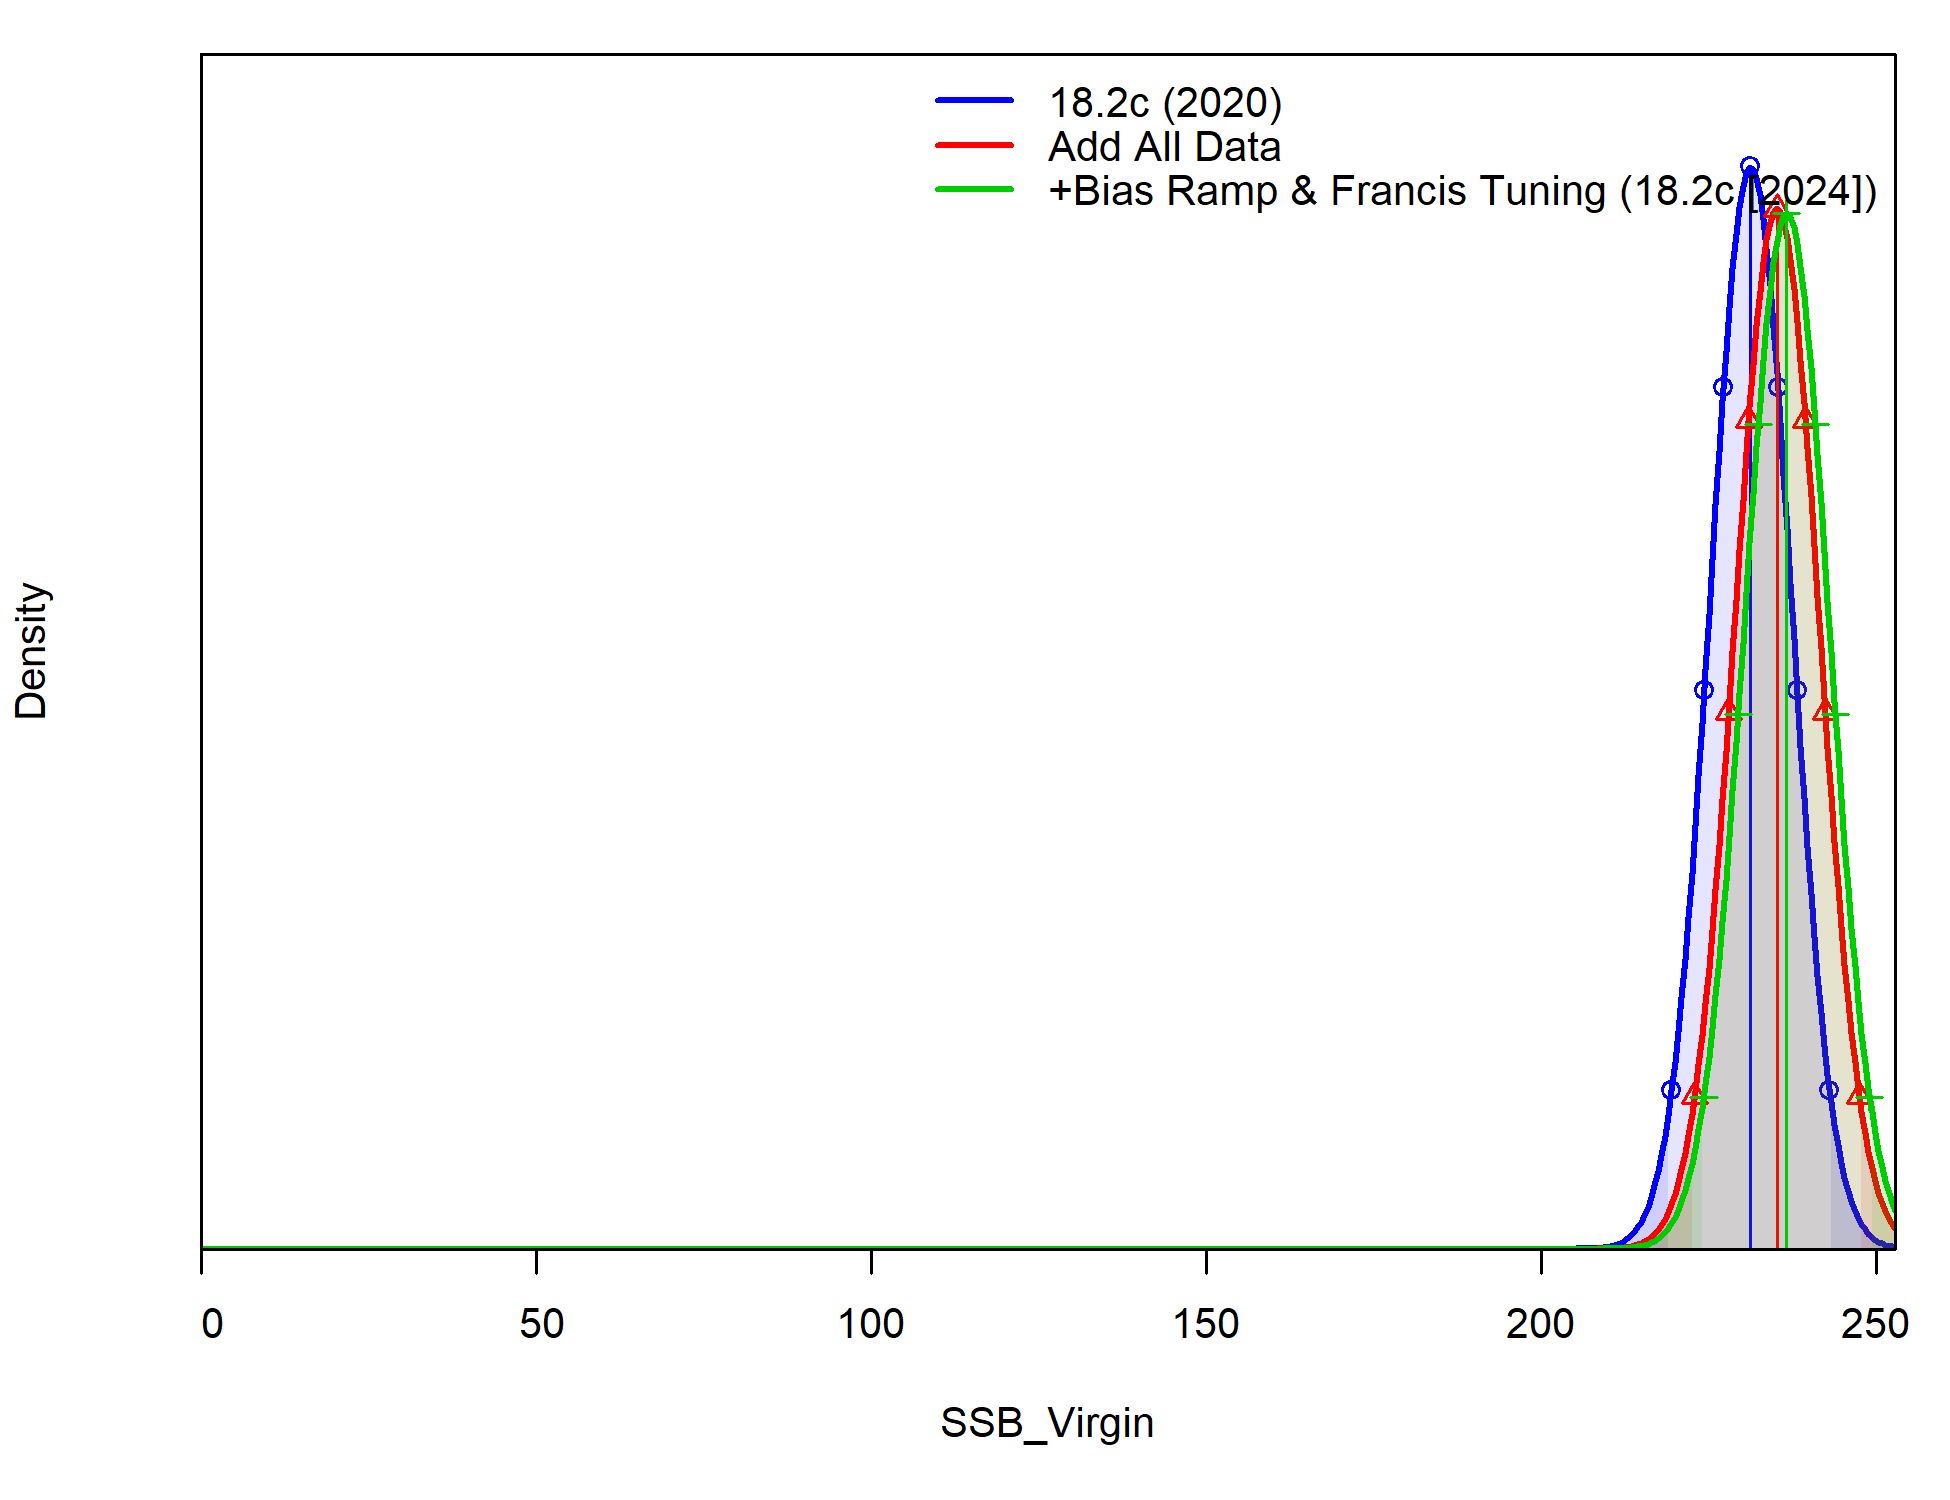 18.2c (2020)
Add All Data
+Bias Ramp & Francis Tuning (18.2c [2024])
Density
0 50 100 150 200 250
SSB_Virgin